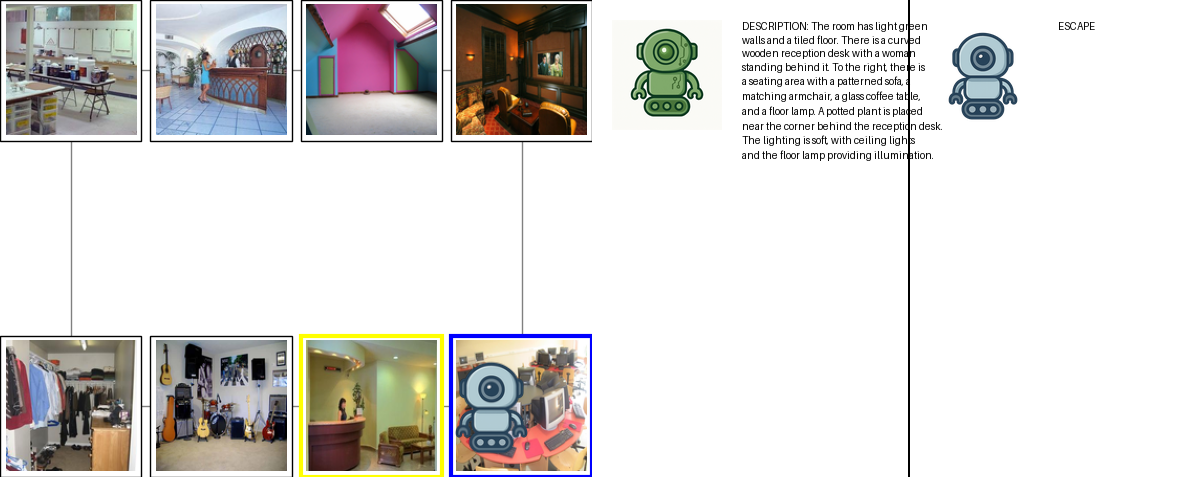 DESCRIPTION: The room has light green
walls and a tiled floor. There is a curved
wooden reception desk with a woman
standing behind it. To the right, there is
a seating area with a patterned sofa, a
matching armchair, a glass coffee table,
and a floor lamp. A potted plant is placed
near the corner behind the reception desk.
The lighting is soft, with ceiling lights
and the floor lamp providing illumination.
ESCAPE